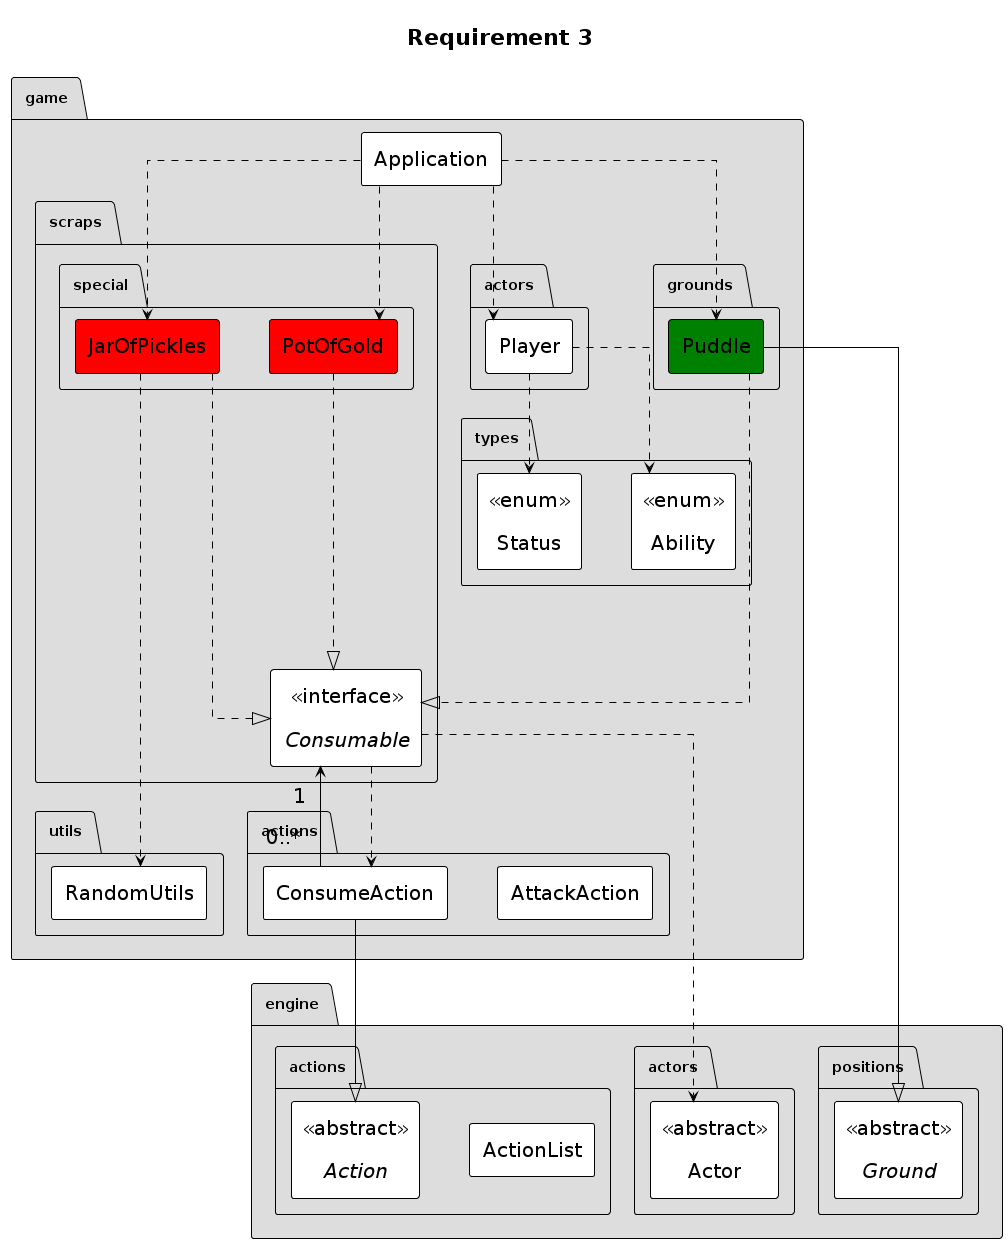 Requirement 3
game
Application
scraps
special
actors
grounds
JarOfPickles
PotOfGold
Player
Puddle
types
«enum»
Status
«enum»
Ability
«interface»
Consumable
1
0..*
utils
actions
RandomUtils
ConsumeAction
AttackAction
engine
actions
actors
positions
«abstract»
Action
ActionList
«abstract»
Actor
«abstract»
Ground